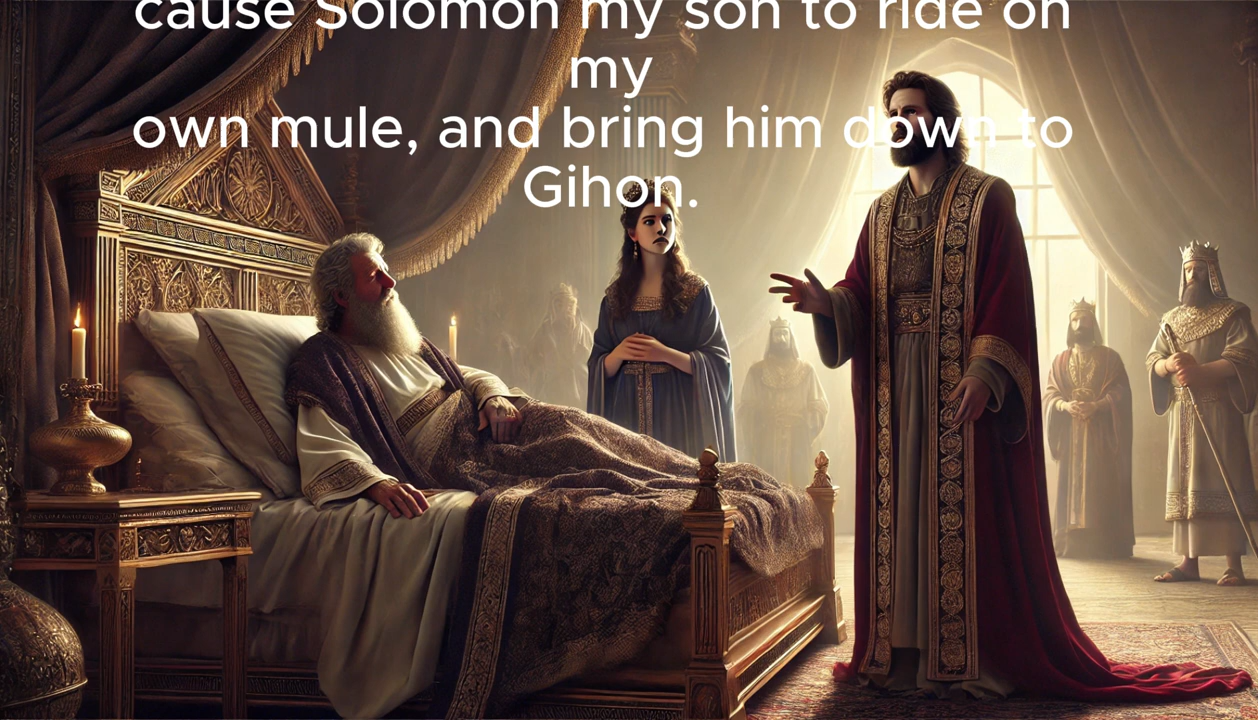 cause Solomon my son to ride on
my
own mule, and bring him down to
Gihon.